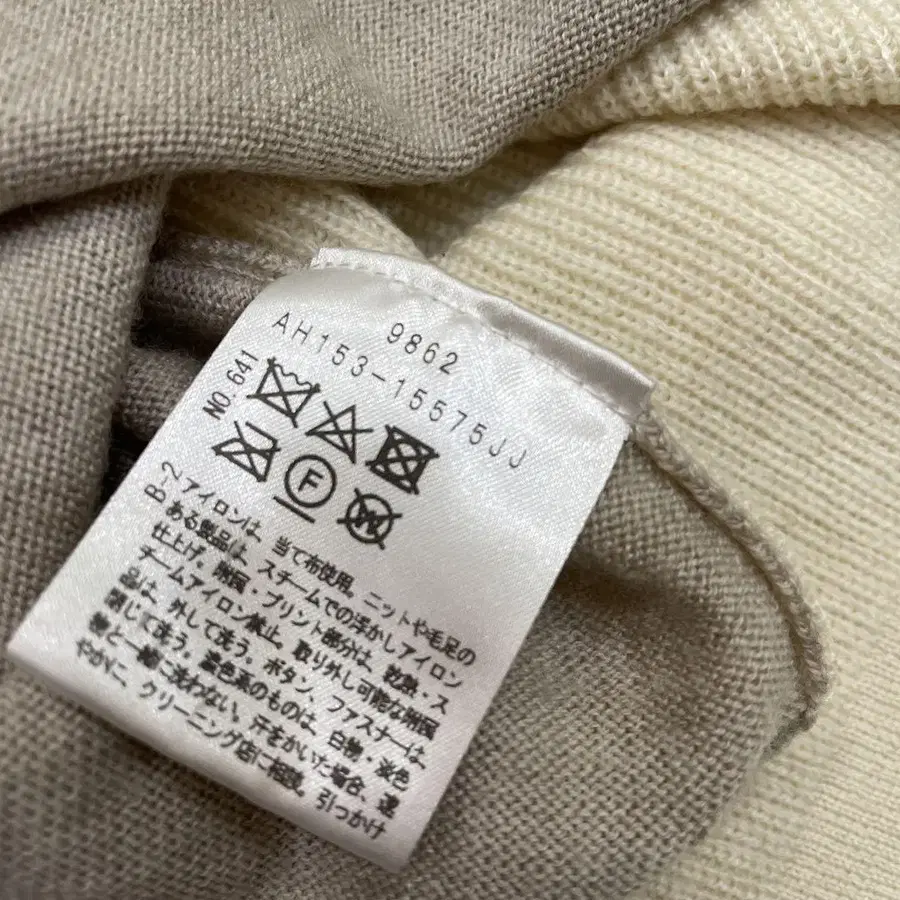 9862
AH153-15575JJ
NO.641
F
W
B-2 アイロンは、当て布使用。ニットや毛足の
ある製品は、スチームでの浮かしアイロン
仕上げ。樹脂・プリント部分は、乾熱・ス
チームアイロン禁止。取り外し可能な附属
品は、外して洗う。ボタン、ファスナーは、
閉じて洗う。濃色系のものは、白物・淡色
物と一緒に洗わない。汗をかいた場合、速
やかに、クリーニング店に相談。引っかけ